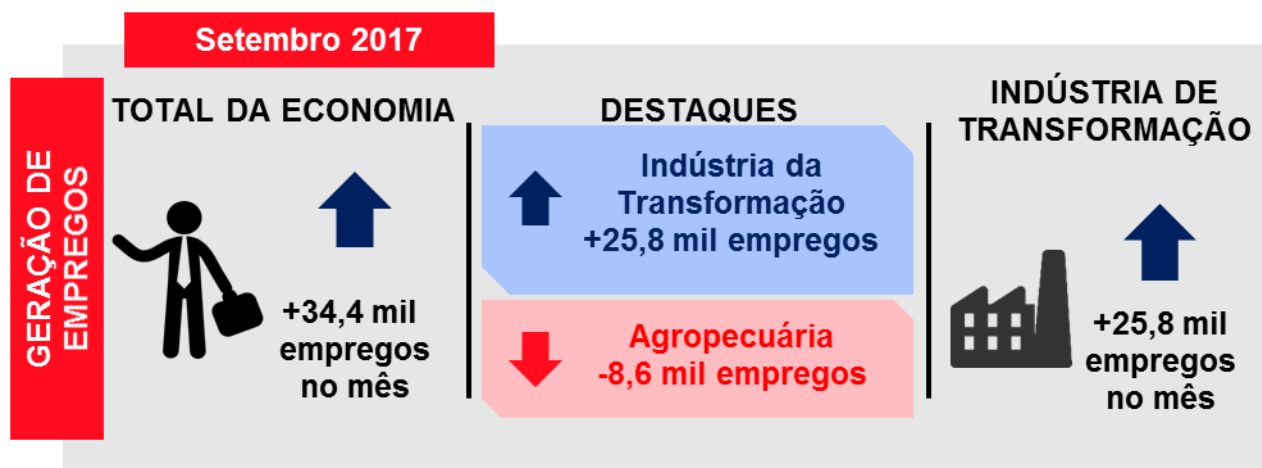 Setembro 2017
GERAÇÃO DE
EMPREGOS
TOTAL DA ECONOMIA
+34,4 mil
empregos
no mês
DESTAQUES
Indústria da
Transformação
+25,8 mil empregos
Agropecuária
-8,6 mil empregos
INDÚSTRIA DE
TRANSFORMAÇÃO
+25,8 mil
empregos
no mês